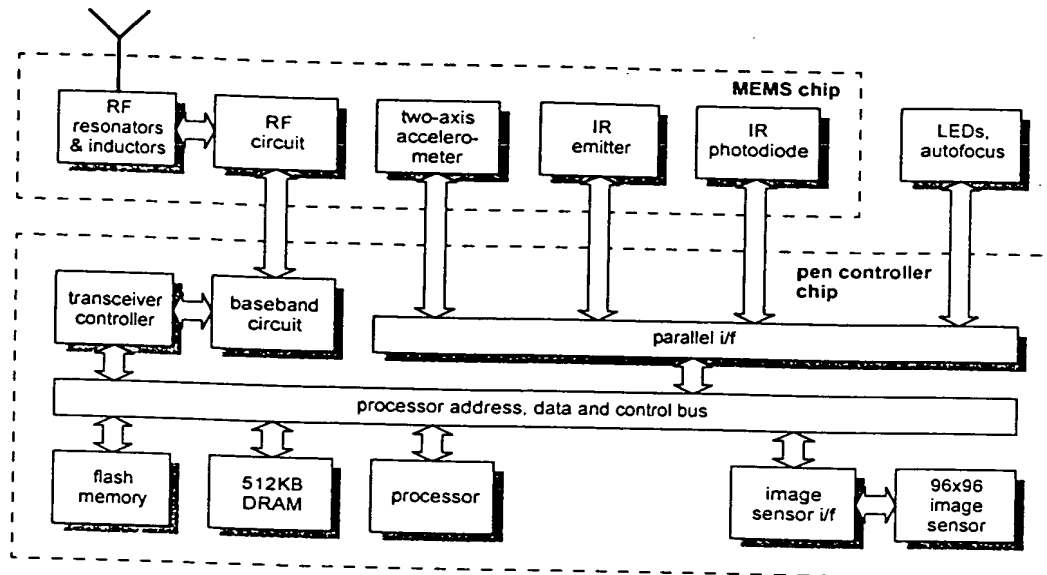 MEMS chip
RF
resonators
& inductors
RF
circuit
two-axis
accelero-
meter
IR
emitter
IR
photodiode
LEDs,
autofocus
pen controller
chip
transceiver
controller
baseband
circuit
parallel i/f
processor address, data and control bus
flash
memory
512KB
DRAM
processor
image
sensor i/f
96x96
image
sensor